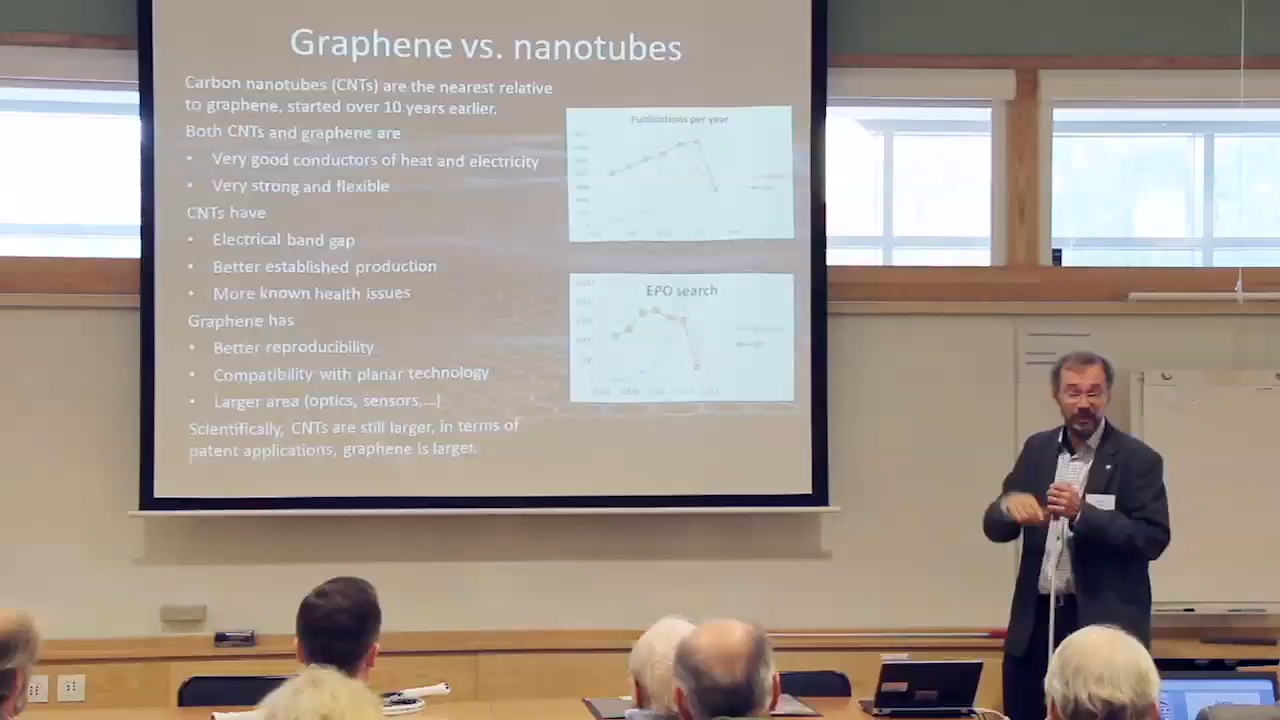 Graphene vs. nanotubes
Carbon nanotubes (CNTs) are the nearest relative
to graphene, started over 10 years earlier.
Both CNTs and graphene are
• Very good conductors of heat and electricity
• Very strong and flexible
CNTs have
• Electrical band gap
• Better established production
• More known health issues
Graphene has
• Better reproducibility
• Compatibility with planar technology
• Larger area (optics, sensors,...)
Scientifically, CNTs are still larger, in terms of
patent applications, graphene is larger.
Publications per year
EPO search